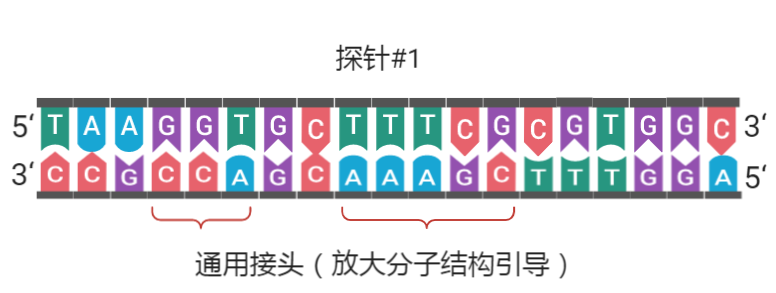 探针#1
5‘ T A A G G T G C T T T C G C G T G G C 3‘
3‘ C C G C C A G C A A A G C T T T G G A 5‘
通用接头（放大分子结构引导）